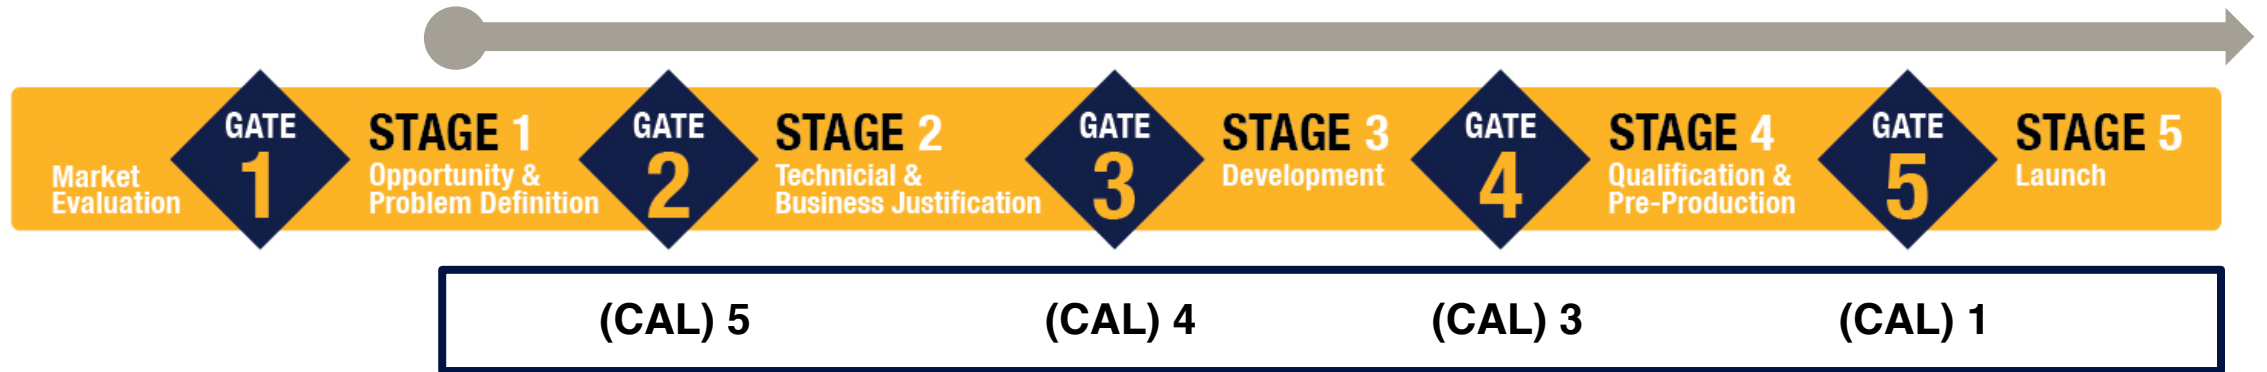 Market
Evaluation
GATE
1
STAGE 1
Opportunity &
Problem Definition
GATE
2
STAGE 2
Technicial &
Business Justification
GATE
3
STAGE 3
Development
GATE
4
STAGE 4
Qualification &
Pre-Production
GATE
5
STAGE 5
Launch
(CAL) 5
(CAL) 4
(CAL) 3
(CAL) 1